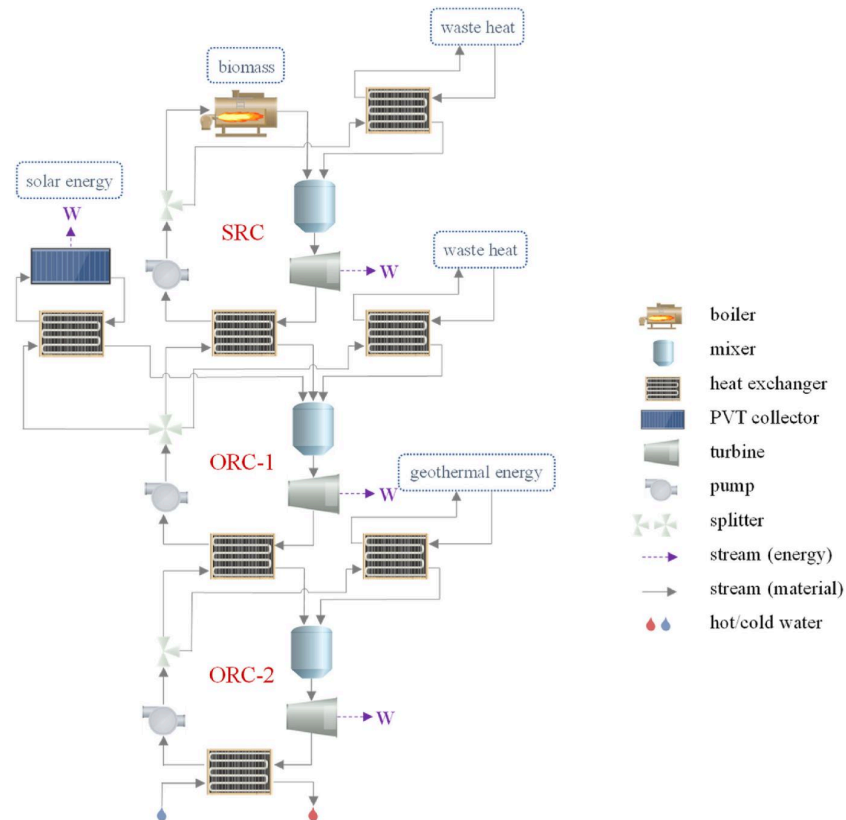 waste heat
biomass
solar energy
W
SRC
waste heat
W
ORC-1
geothermal energy
W
ORC-2
W
boiler
mixer
heat exchanger
PVT collector
turbine
pump
splitter
stream (energy)
stream (material)
hot/cold water